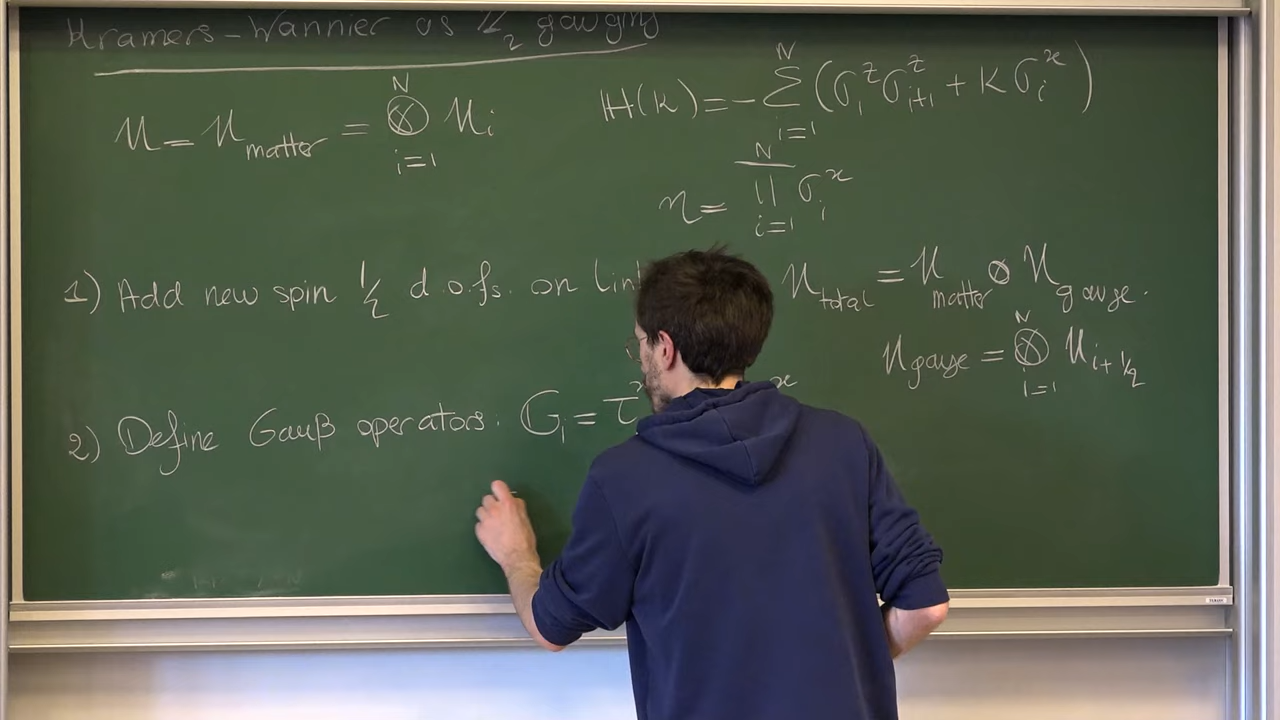 Kramers-Wannier as ℤ₂ gauging
ℋ = ℋ_matter = ⊗_{i=1}^{N} ℋ_i
H(K) = - Σ_{i=1}^{N} (σ_i^z σ_{i+1}^z + K σ_i^x)
η = ∏_{i=1}^{N} σ_i^x
1) Add new spin ½ d.o.fs. on
ℋ_total = ℋ_matter ⊗ ℋ_gauge.
ℋ_gauge = ⊗_{i=1}^{N} ℋ_{i+½}
2) Define Gauß operators: G_i = τ^x
x